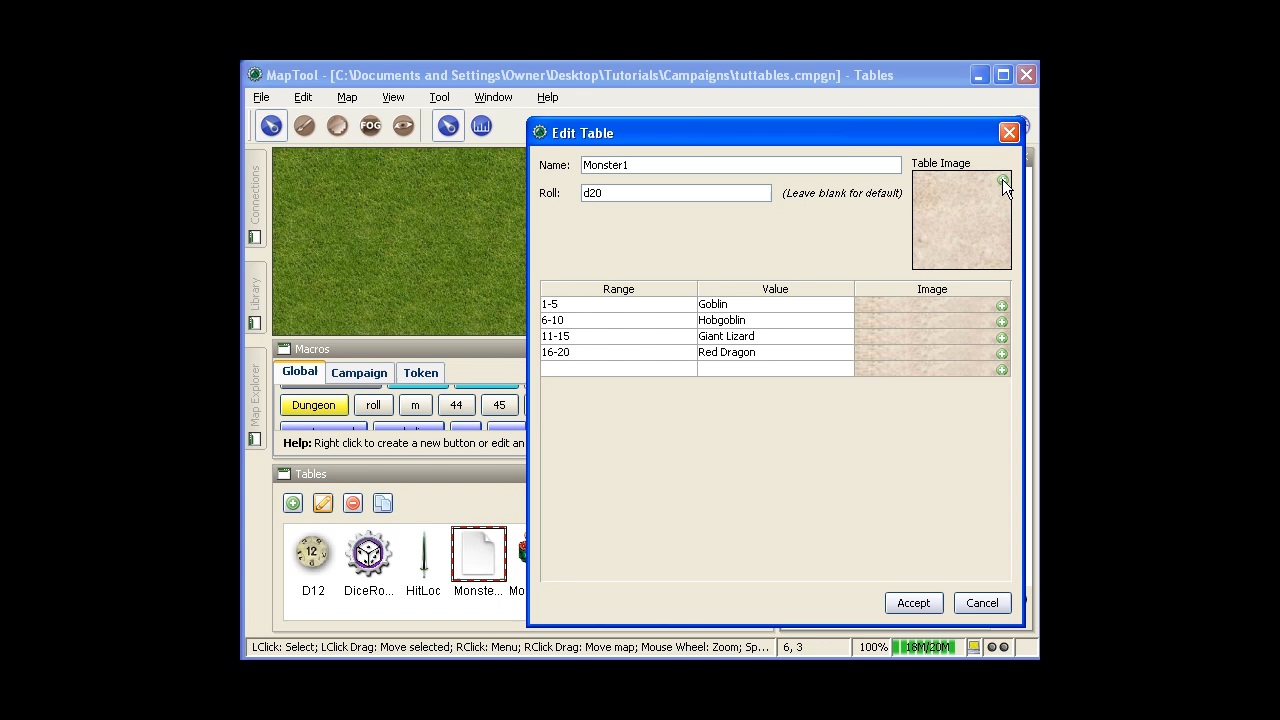 MapTool - [C:\Documents and Settings\Owner\Desktop\Tutorials\Campaigns\tuttables.cmpgn] - Tables
File Edit Map View Tool Window Help
FOG
Edit Table
Name: Monster1
Table Image
Roll: d20 (Leave blank for default)
Range Value Image
1-5 Goblin
6-10 Hobgoblin
11-15 Giant Lizard
16-20 Red Dragon
Accept Cancel
Connections
Library
Map Explorer
Macros
Global Campaign Token
Dungeon roll m 44 45
Help: Right click to create a new button or edit an
Tables
12
D12 DiceRo... HitLoc Monste... Mo
LClick: Select; LClick Drag: Move selected; RClick: Menu; RClick Drag: Move map; Mouse Wheel: Zoom; Sp... 6, 3 100% 18M/20M